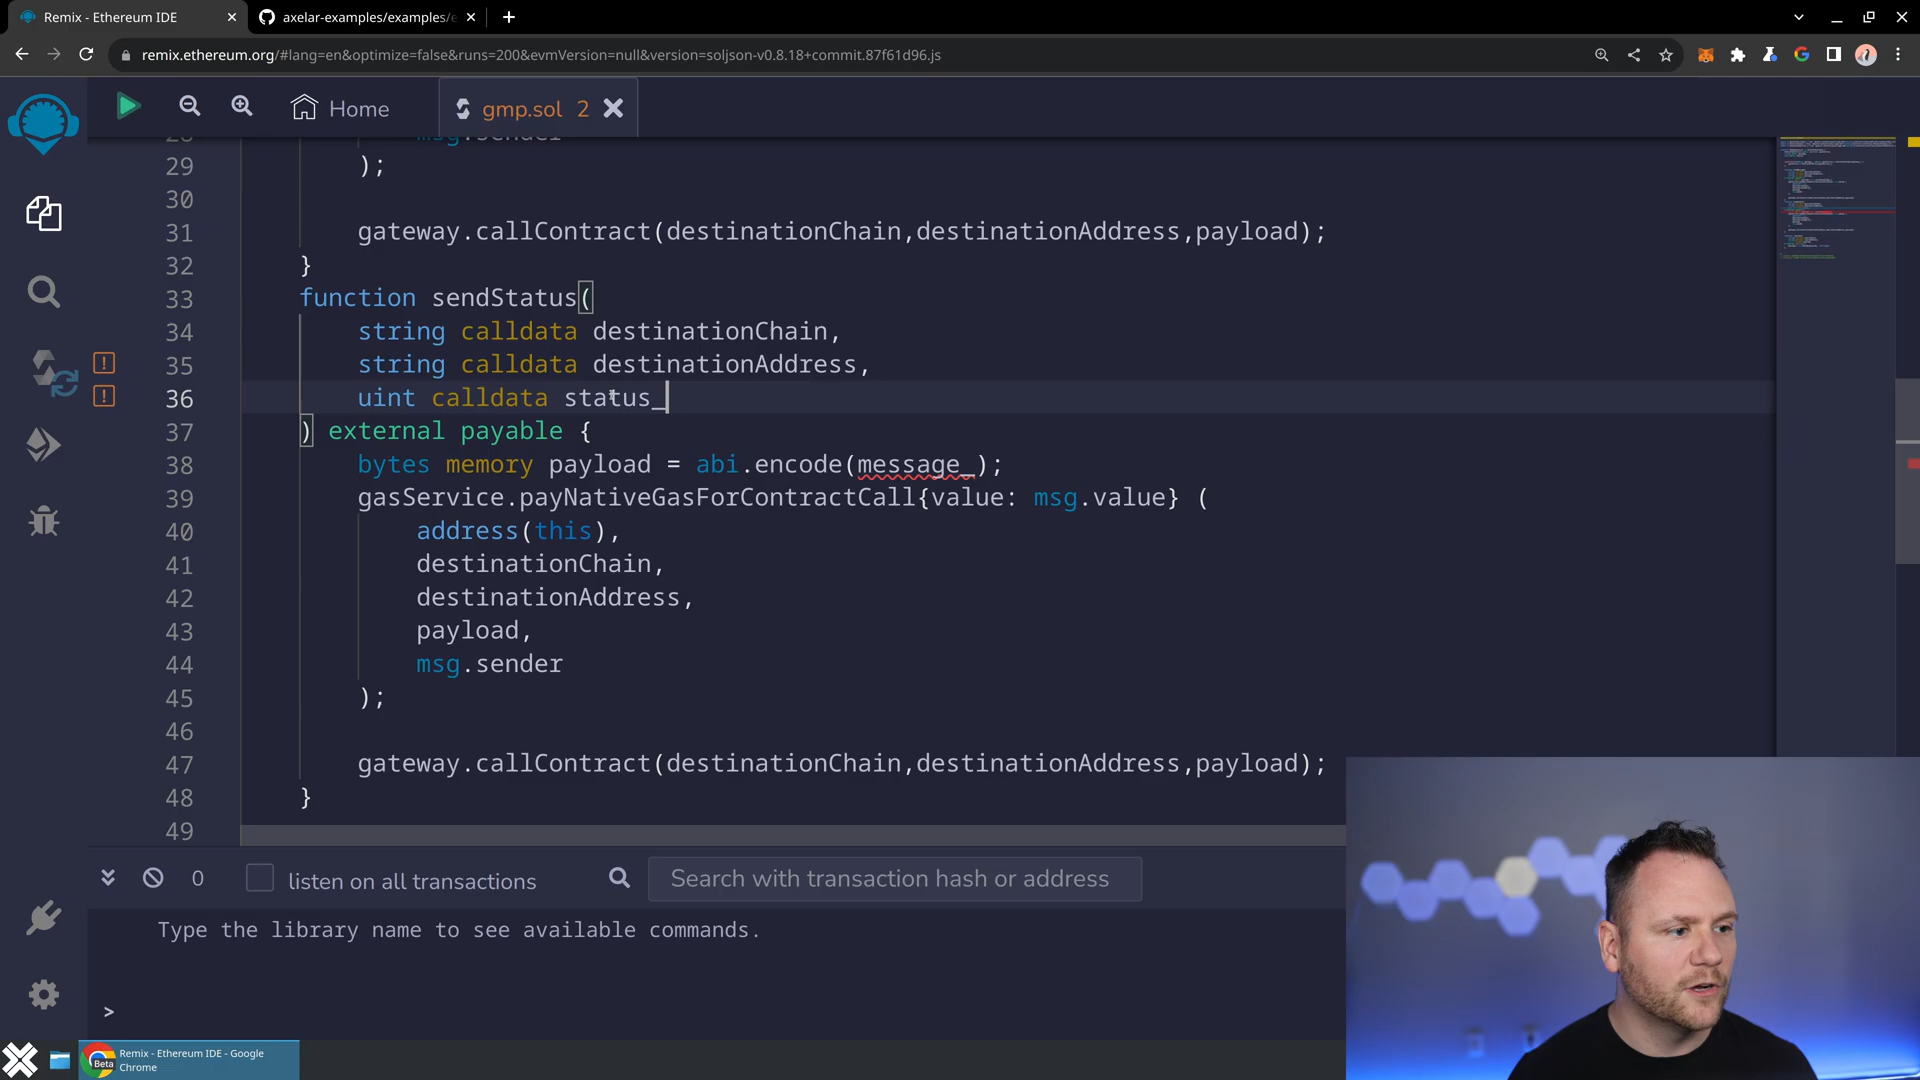 Remix - Ethereum IDE
axelar-examples/examples/e
remix.ethereum.org/#lang=en&optimize=false&runs=200&evmVersion=null&version=soljson-v0.8.18+commit.87f61d96.js
Home
gmp.sol 2
28 msg.sender
29 );
30
31 gateway.callContract(destinationChain,destinationAddress,payload);
32 }
33 function sendStatus(
34 string calldata destinationChain,
35 string calldata destinationAddress,
36 uint calldata status_
37 ) external payable {
38 bytes memory payload = abi.encode(message_);
39 gasService.payNativeGasForContractCall{value: msg.value} (
40 address(this),
41 destinationChain,
42 destinationAddress,
43 payload,
44 msg.sender
45 );
46
47 gateway.callContract(destinationChain,destinationAddress,payload);
48 }
49
0 listen on all transactions Search with transaction hash or address
Type the library name to see available commands.
>
Beta
Remix - Ethereum IDE - Google
Chrome